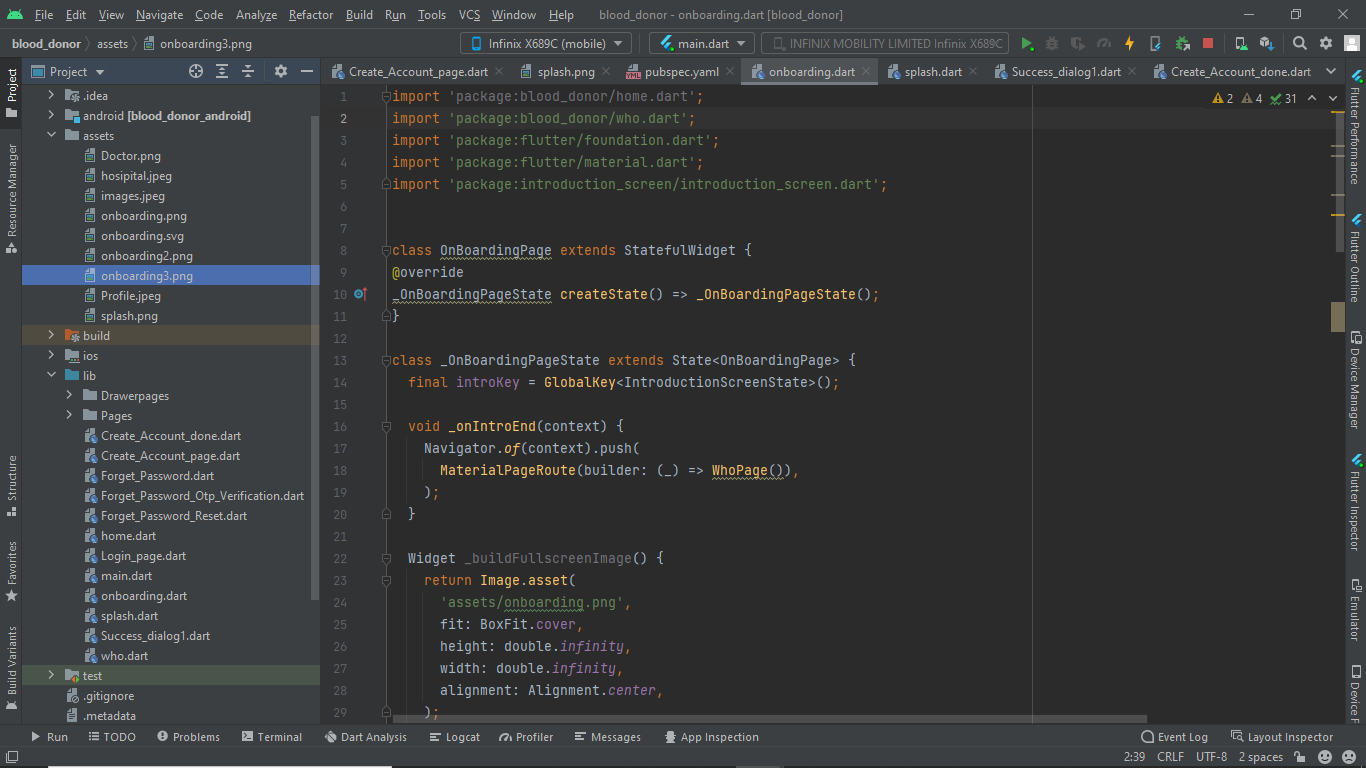 File Edit View Navigate Code Analyze Refactor Build Run Tools VCS Window Help blood_donor - onboarding.dart [blood_donor]
blood_donor assets onboarding3.png Infinix X689C (mobile) main.dart INFINIX MOBILITY LIMITED Infinix X689C
Project
Create_Account_page.dart splash.png pubspec.yaml onboarding.dart splash.dart Success_dialog1.dart Create_Account_done.dart
Project
Resource Manager
Structure
Favorites
Build Variants
.idea
android [blood_donor_android]
assets
Doctor.png
hosipital.jpeg
images.jpeg
onboarding.png
onboarding.svg
onboarding2.png
onboarding3.png
Profile.jpeg
splash.png
build
ios
lib
Drawerpages
Pages
Create_Account_done.dart
Create_Account_page.dart
Forget_Password.dart
Forget_Password_Otp_Verification.dart
Forget_Password_Reset.dart
home.dart
Login_page.dart
main.dart
onboarding.dart
splash.dart
Success_dialog1.dart
who.dart
test
.gitignore
.metadata
2 4 31
1 import 'package:blood_donor/home.dart';
2 import 'package:blood_donor/who.dart';
3 import 'package:flutter/foundation.dart';
4 import 'package:flutter/material.dart';
5 import 'package:introduction_screen/introduction_screen.dart';
6
7
8 class OnBoardingPage extends StatefulWidget {
9 @override
10 _OnBoardingPageState createState() => _OnBoardingPageState();
11 }
12
13 class _OnBoardingPageState extends State<OnBoardingPage> {
14 final introKey = GlobalKey<IntroductionScreenState>();
15
16 void _onIntroEnd(context) {
17 Navigator.of(context).push(
18 MaterialPageRoute(builder: (_) => WhoPage()),
19 );
20 }
21
22 Widget _buildFullscreenImage() {
23 return Image.asset(
24 'assets/onboarding.png',
25 fit: BoxFit.cover,
26 height: double.infinity,
27 width: double.infinity,
28 alignment: Alignment.center,
29 );
Flutter Performance
Flutter Outline
Device Manager
Flutter Inspector
Emulator
Device F
Run TODO Problems Terminal Dart Analysis Logcat Profiler Messages App Inspection Event Log Layout Inspector
2:39 CRLF UTF-8 2 spaces